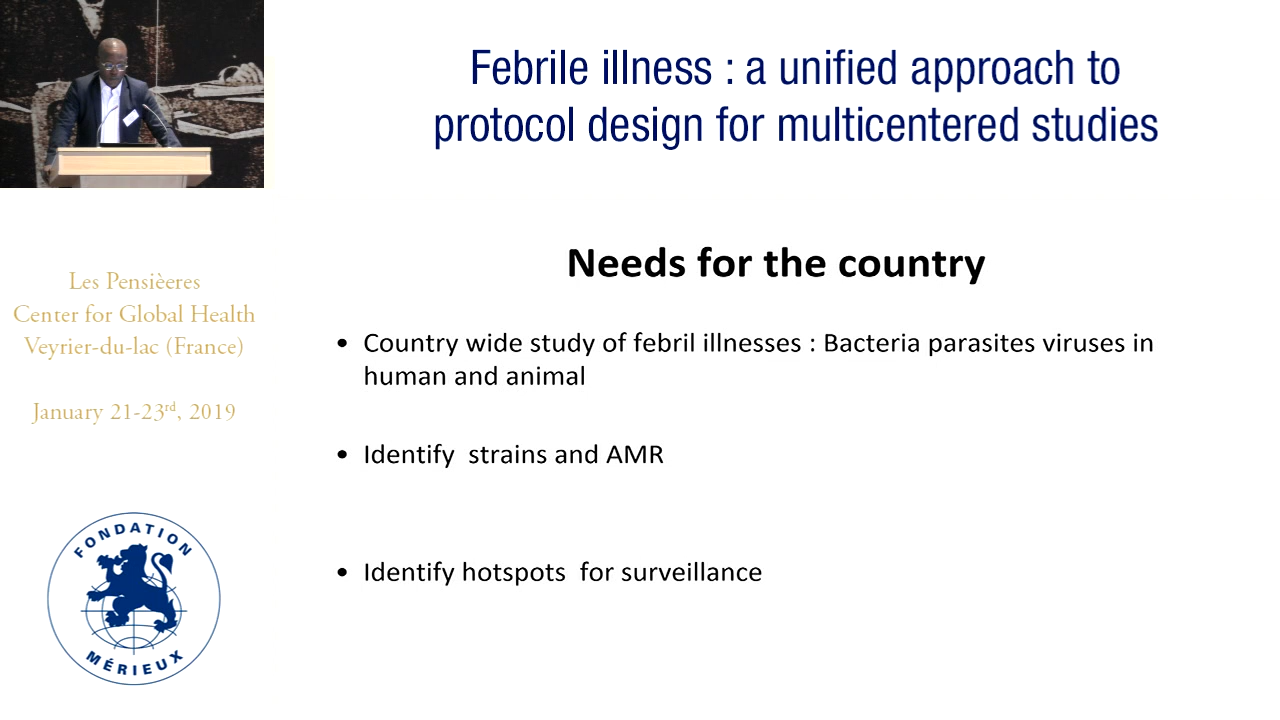 Febrile illness : a unified approach to
protocol design for multicentered studies
Les Pensièeres
Center for Global Health
Veyrier-du-lac (France)
January 21-23rd, 2019
FONDATION
MÉRIEUX
Needs for the country
• Country wide study of febril illnesses : Bacteria parasites viruses in
human and animal
• Identify strains and AMR
• Identify hotspots for surveillance